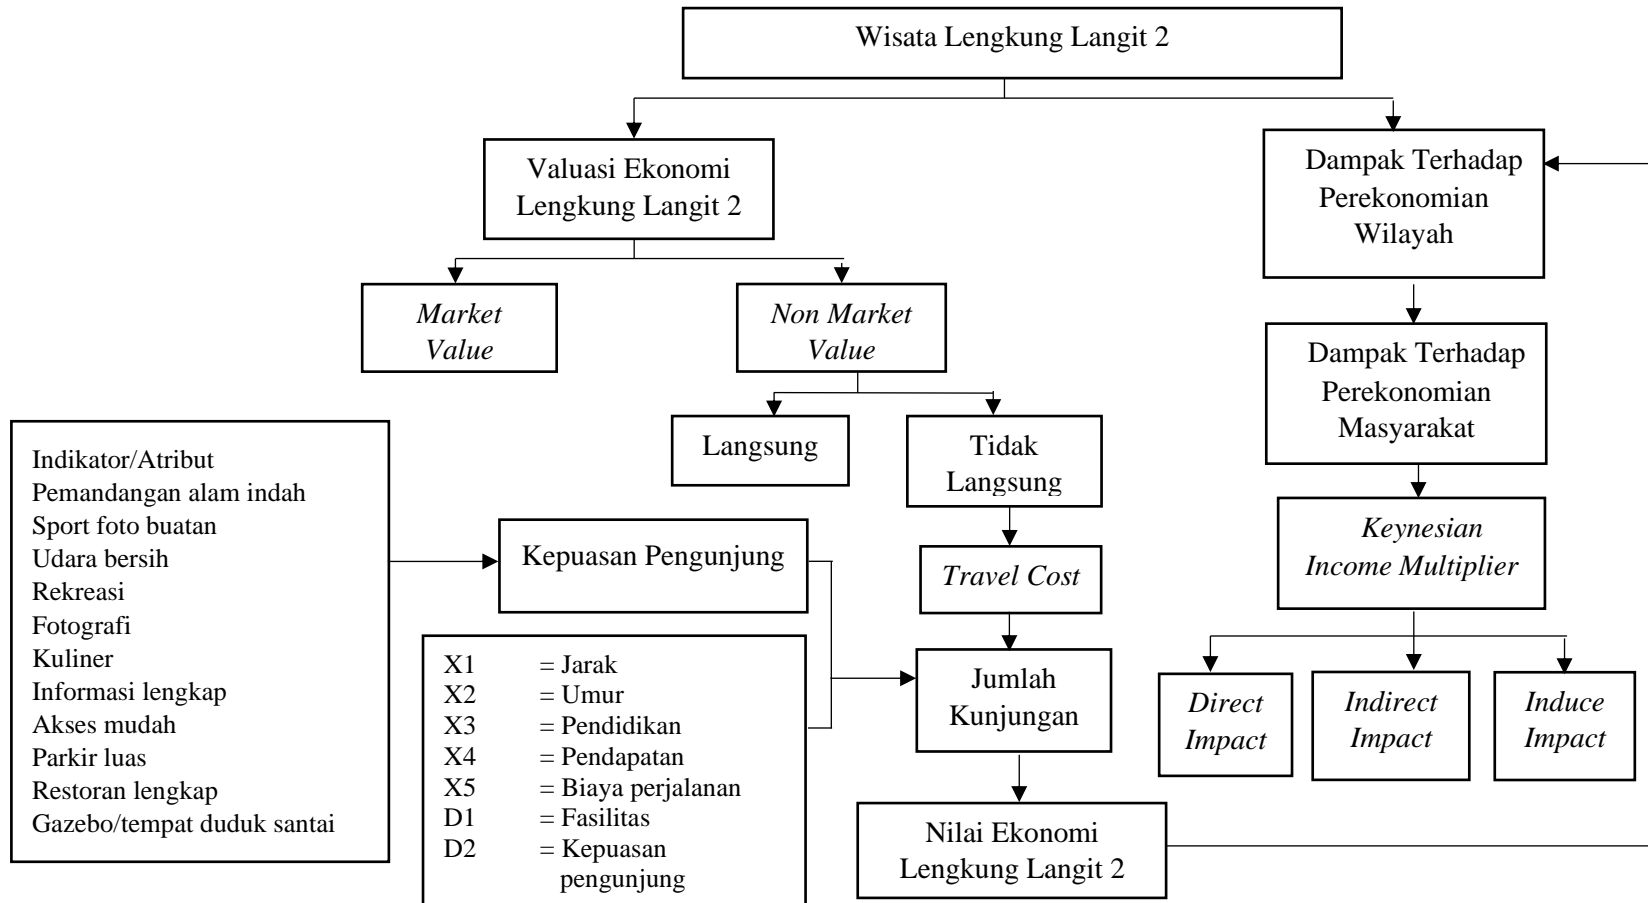 Wisata Lengkung Langit 2
Valuasi Ekonomi
Lengkung Langit 2
Dampak Terhadap
Perekonomian
Wilayah
Market
Value
Non Market
Value
Dampak Terhadap
Perekonomian
Masyarakat
Langsung
Tidak
Langsung
Indikator/Atribut
Pemandangan alam indah
Sport foto buatan
Udara bersih
Rekreasi
Fotografi
Kuliner
Informasi lengkap
Akses mudah
Parkir luas
Restoran lengkap
Gazebo/tempat duduk santai
Kepuasan Pengunjung
Travel Cost
Keynesian
Income Multiplier
X1 = Jarak
X2 = Umur
X3 = Pendidikan
X4 = Pendapatan
X5 = Biaya perjalanan
D1 = Fasilitas
D2 = Kepuasan
pengunjung
Jumlah
Kunjungan
Direct
Impact
Indirect
Impact
Induce
Impact
Nilai Ekonomi
Lengkung Langit 2